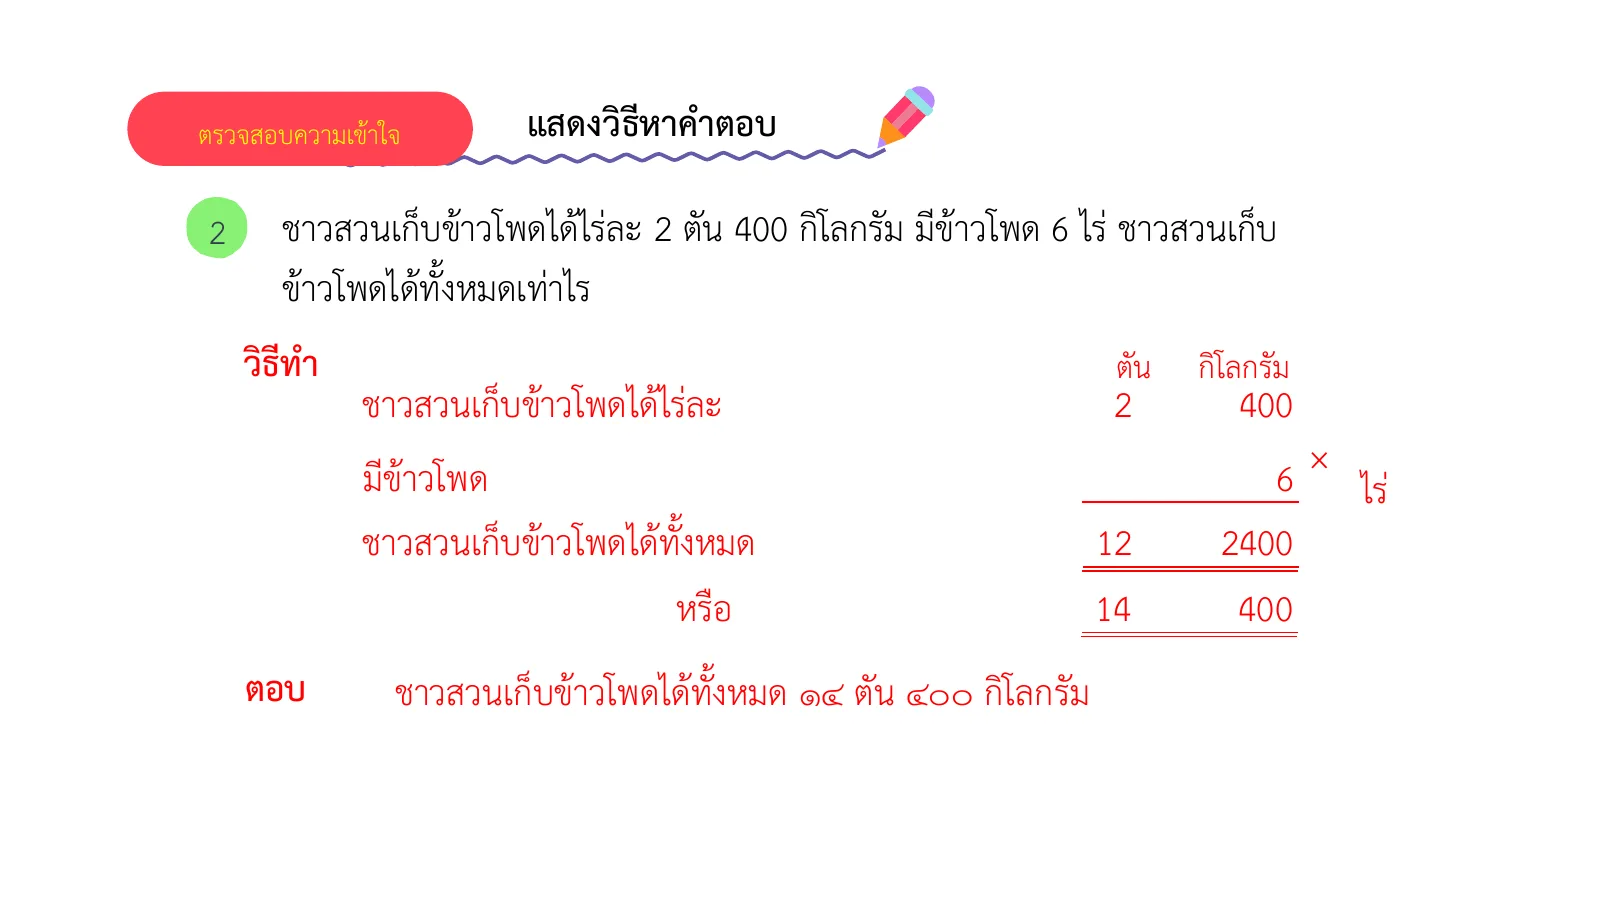 ตรวจสอบความเข้าใจ
แสดงวิธีหาคำตอบ
2 ชาวสวนเก็บข้าวโพดได้ไร่ละ 2 ตัน 400 กิโลกรัม มีข้าวโพด 6 ไร่ ชาวสวนเก็บ
ข้าวโพดได้ทั้งหมดเท่าไร
วิธีทำ ตัน กิโลกรัม
ชาวสวนเก็บข้าวโพดได้ไร่ละ 2 400
×
มีข้าวโพด 6 ไร่
ชาวสวนเก็บข้าวโพดได้ทั้งหมด 12 2400
หรือ 14 400
ตอบ ชาวสวนเก็บข้าวโพดได้ทั้งหมด ๑๔ ตัน ๔๐๐ กิโลกรัม